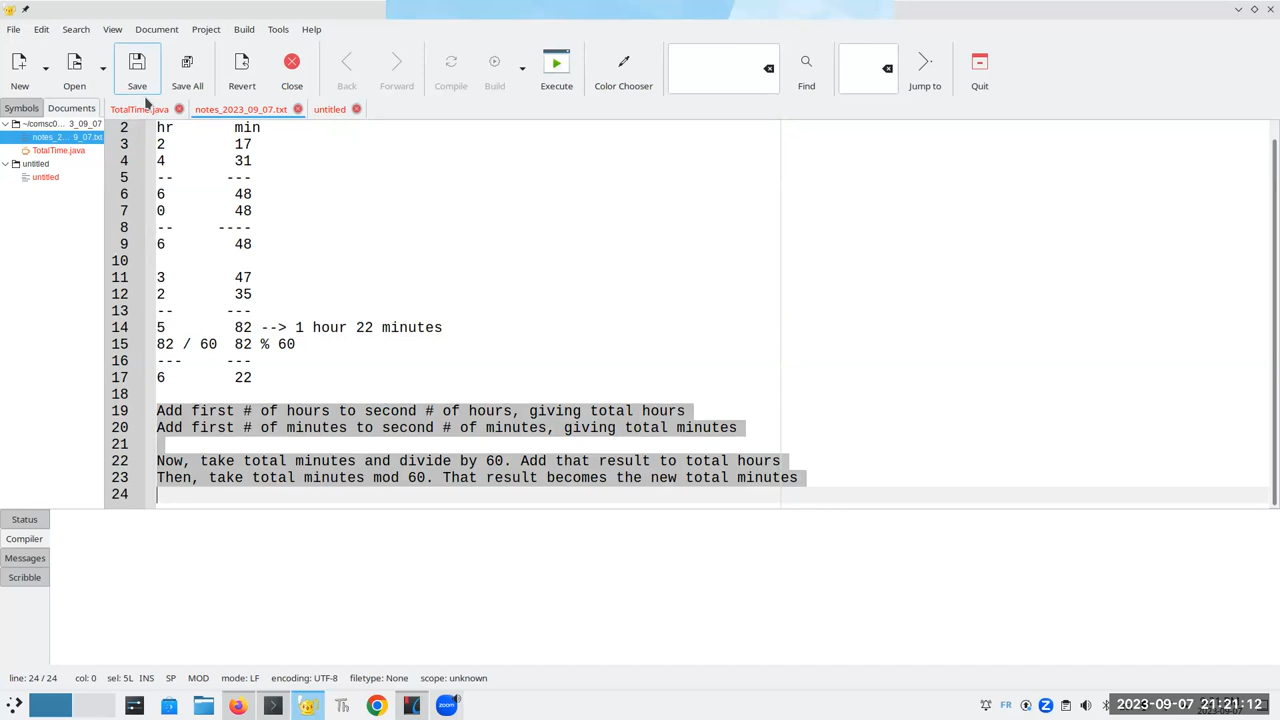 File Edit Search View Document Project Build Tools Help
New Open Save Save All Revert Close Back Forward Compile Build Execute Color Chooser Find Jump to Quit
Symbols Documents TotalTime.java notes_2023_09_07.txt untitled
~/comsc0... 3_09_07
notes_2... 9_07.txt
TotalTime.java
untitled
untitled
2 hr min
3 2 17
4 4 31
5 -- ---
6 6 48
7 0 48
8 -- ----
9 6 48
10
11 3 47
12 2 35
13 -- ---
14 5 82 --> 1 hour 22 minutes
15 82 / 60 82 % 60
16 --- ---
17 6 22
18
19 Add first # of hours to second # of hours, giving total hours
20 Add first # of minutes to second # of minutes, giving total minutes
21
22 Now, take total minutes and divide by 60. Add that result to total hours
23 Then, take total minutes mod 60. That result becomes the new total minutes
24
Status
Compiler
Messages
Scribble
line: 24 / 24 col: 0 sel: 5L INS SP MOD mode: LF encoding: UTF-8 filetype: None scope: unknown
Th zoom FR Z 2023-09-07 21:21:12